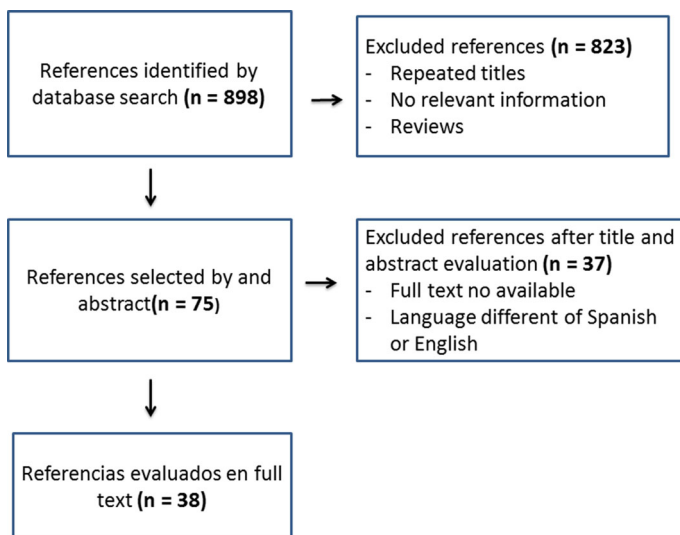 References identified by
database search (n = 898)
Excluded references (n = 823)
- Repeated titles
- No relevant information
- Reviews
References selected by and
abstract(n = 75)
Excluded references after title and
abstract evaluation (n = 37)
- Full text no available
- Language different of Spanish
or English
Referencias evaluados en full
text (n = 38)